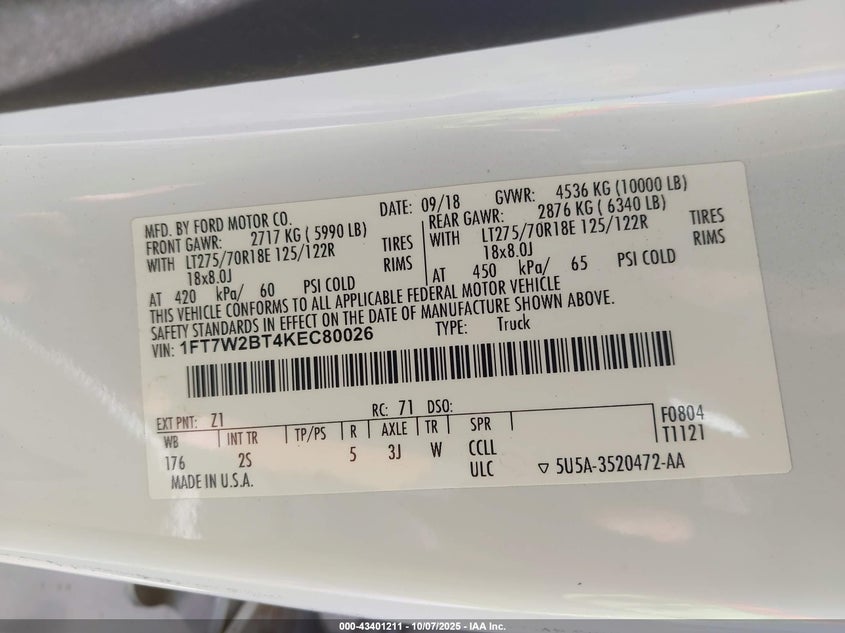 MFD. BY FORD MOTOR CO. DATE: 09/18 GVWR: 4536 KG (10000 LB)
FRONT GAWR: 2717 KG ( 5990 LB) REAR GAWR: 2876 KG ( 6340 LB)
WITH LT275/70R18E 125/122R TIRES WITH LT275/70R18E 125/122R TIRES
18x8.0J RIMS 18x8.0J RIMS
AT 420 kPa/ 60 PSI COLD AT 450 kPa/ 65 PSI COLD
THIS VEHICLE CONFORMS TO ALL APPLICABLE FEDERAL MOTOR VEHICLE
SAFETY STANDARDS IN EFFECT ON THE DATE OF MANUFACTURE SHOWN ABOVE.
VIN: 1FT7W2BT4KEC80026 TYPE: Truck
EXT PNT: Z1 RC: 71 DSO:
WB INT TR TP/PS R AXLE TR SPR F0804
176 2S 5 3J W CCLL T1121
MADE IN U.S.A. ULC ▽ 5U5A-3520472-AA
000-43401211 - 10/07/2025 - IAA Inc.